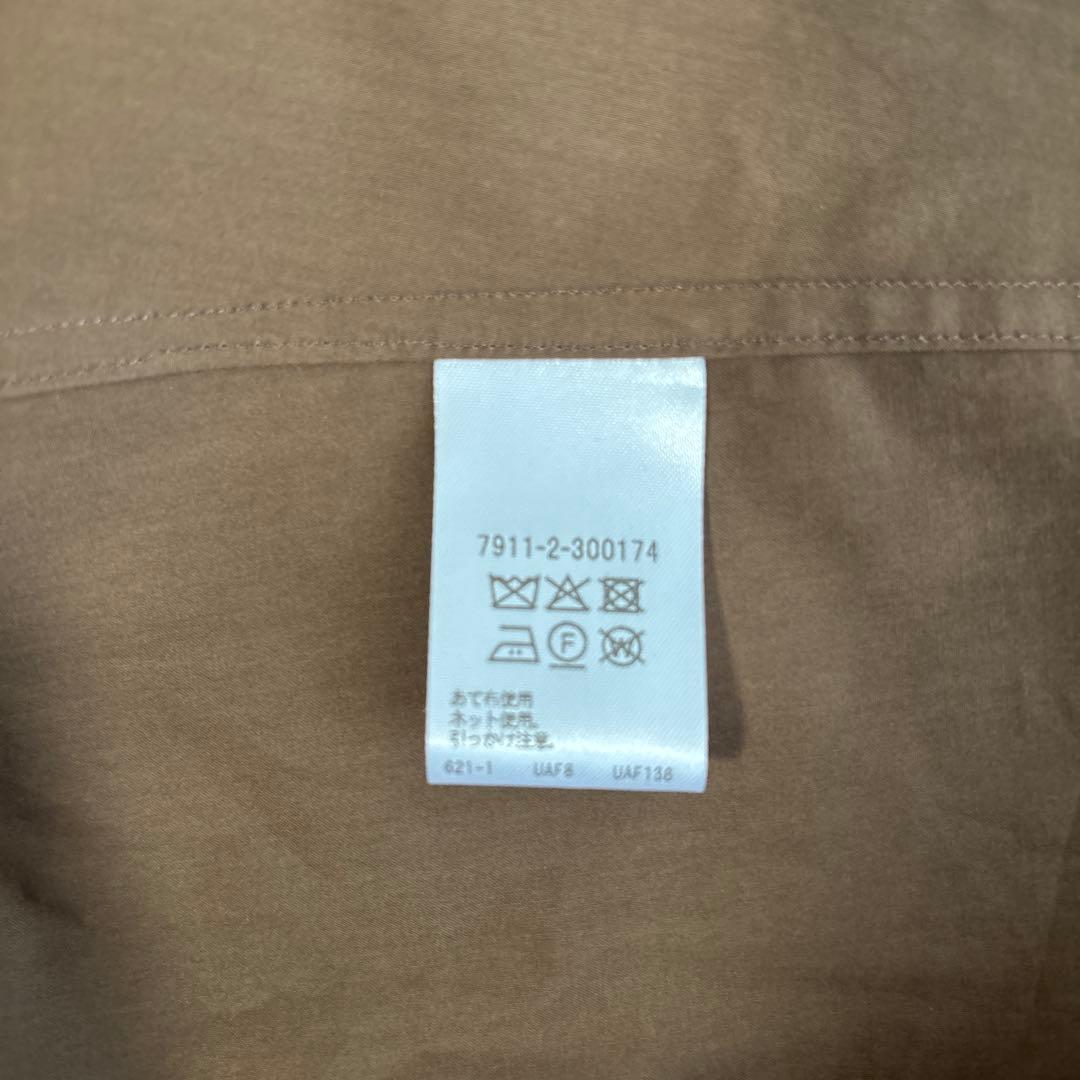 7911-2-300174
F W
あて布使用
ネット使用。
引っかけ注意。
621-1 UAF8 UAF138